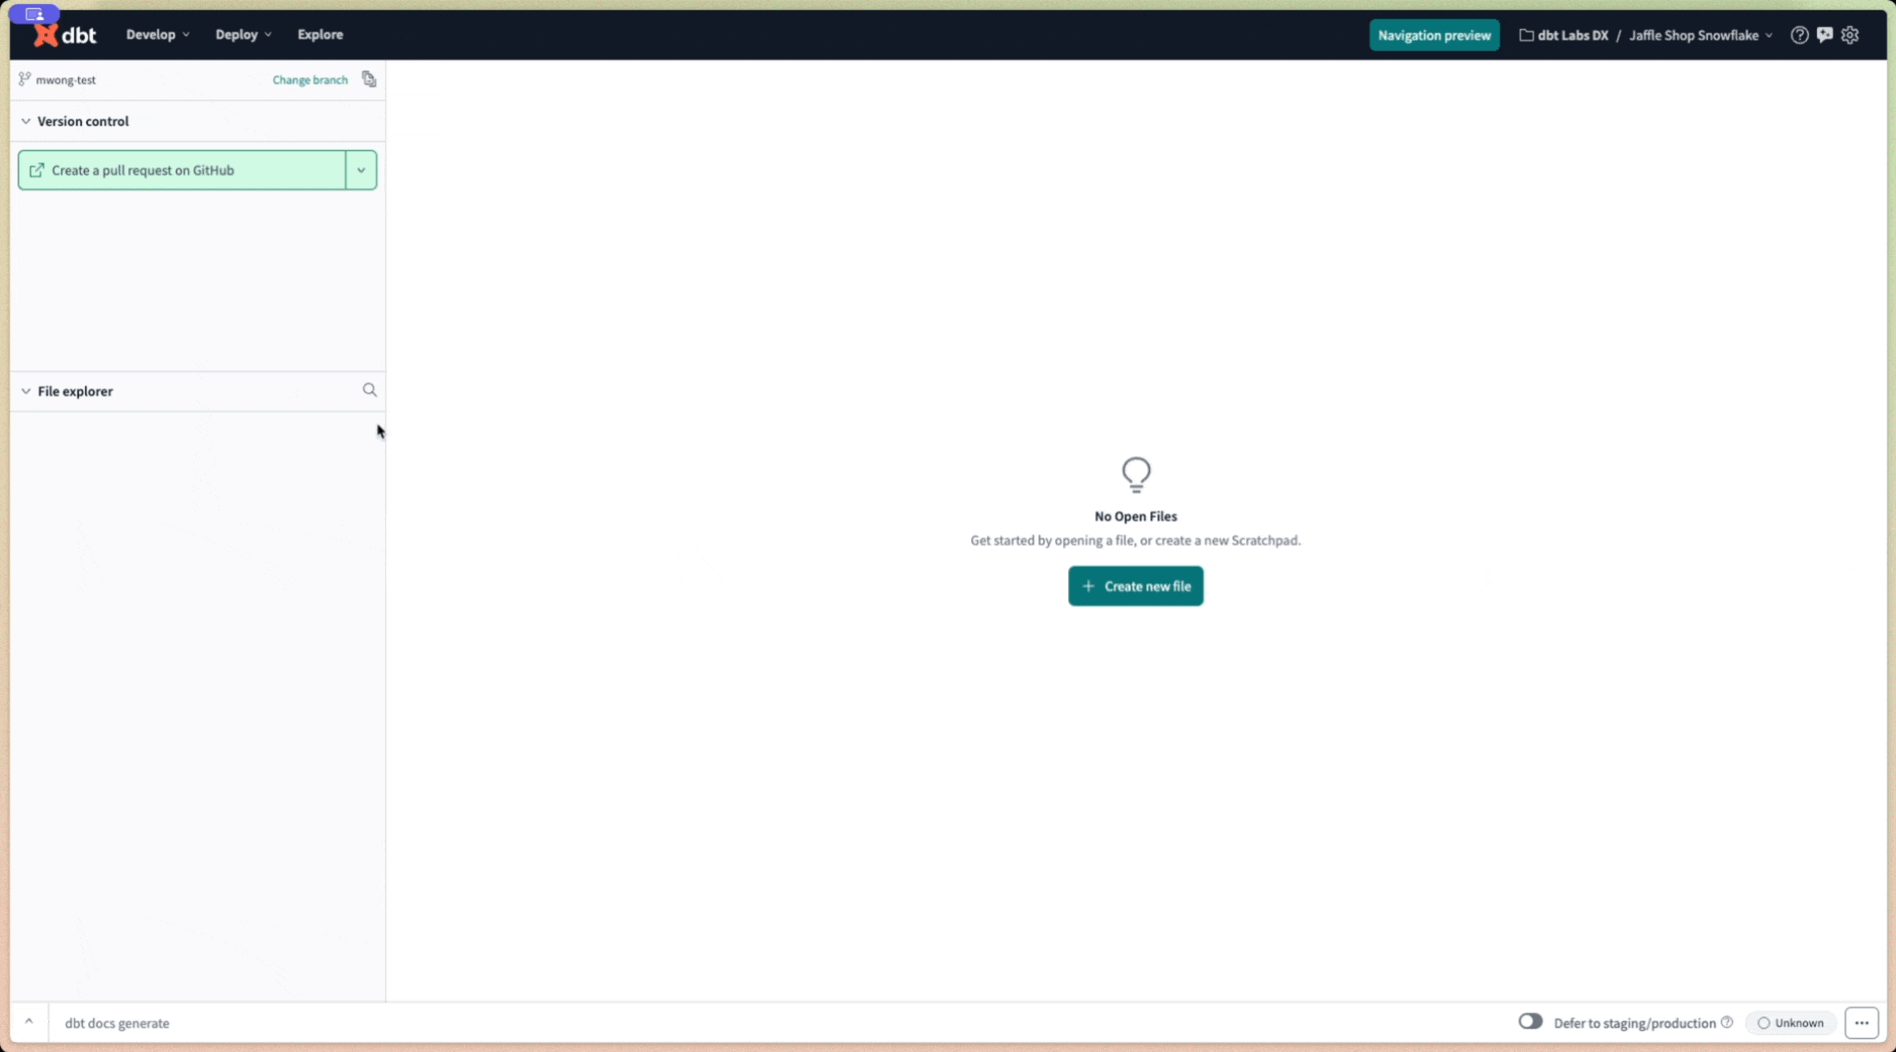 dbt Develop Deploy Explore Navigation preview dbt Labs DX / Jaffle Shop Snowflake
mwong-test Change branch
Version control
Create a pull request on GitHub
File explorer
No Open Files
Get started by opening a file, or create a new Scratchpad.
+ Create new file
dbt docs generate Defer to staging/production Unknown